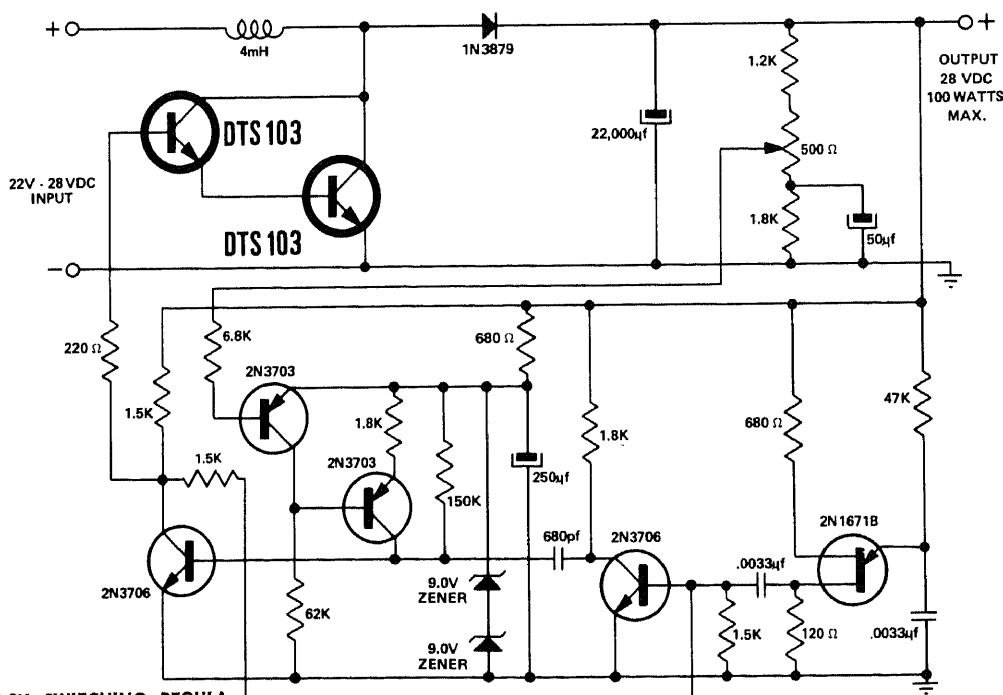 +
4mH
1N3879
+
OUTPUT
28 VDC
100 WATTS
MAX.
1.2K
DTS 103
22,000µf
500 Ω
22V - 28VDC
INPUT
1.8K
50µf
DTS 103
−
220 Ω
6.8K
680 Ω
2N3703
1.5K
1.8K
1.8K
680 Ω
47K
1.5K
2N3703
150K
250µf
2N1671B
680pf
2N3706
.0033µf
2N3706
62K
9.0V
ZENER
9.0V
ZENER
1.5K
120 Ω
.0033µf
SWITCHING REGULA